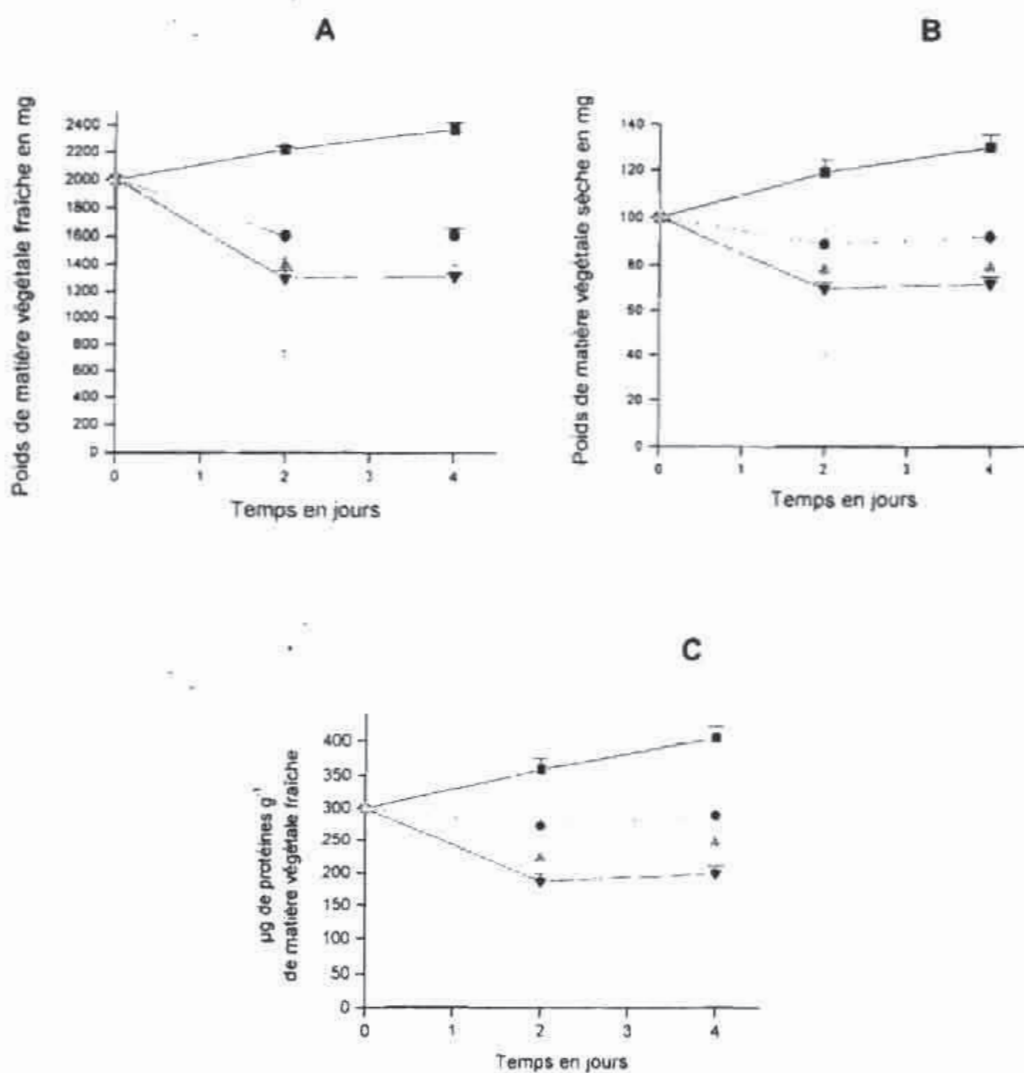 A
B
Poids de matière végétale fraîche en mg
2400
2200
2000
1800
1600
1400
1200
1000
800
600
400
200
0
0 1 2 3 4
Temps en jours
Poids de matière végétale sèche en mg
140
120
100
80
60
40
20
0
0 1 2 3 4
Temps en jours
C
µg de protéines g⁻¹
de matière végétale fraîche
400
350
300
250
200
150
100
50
0
0 1 2 3 4
Temps en jours